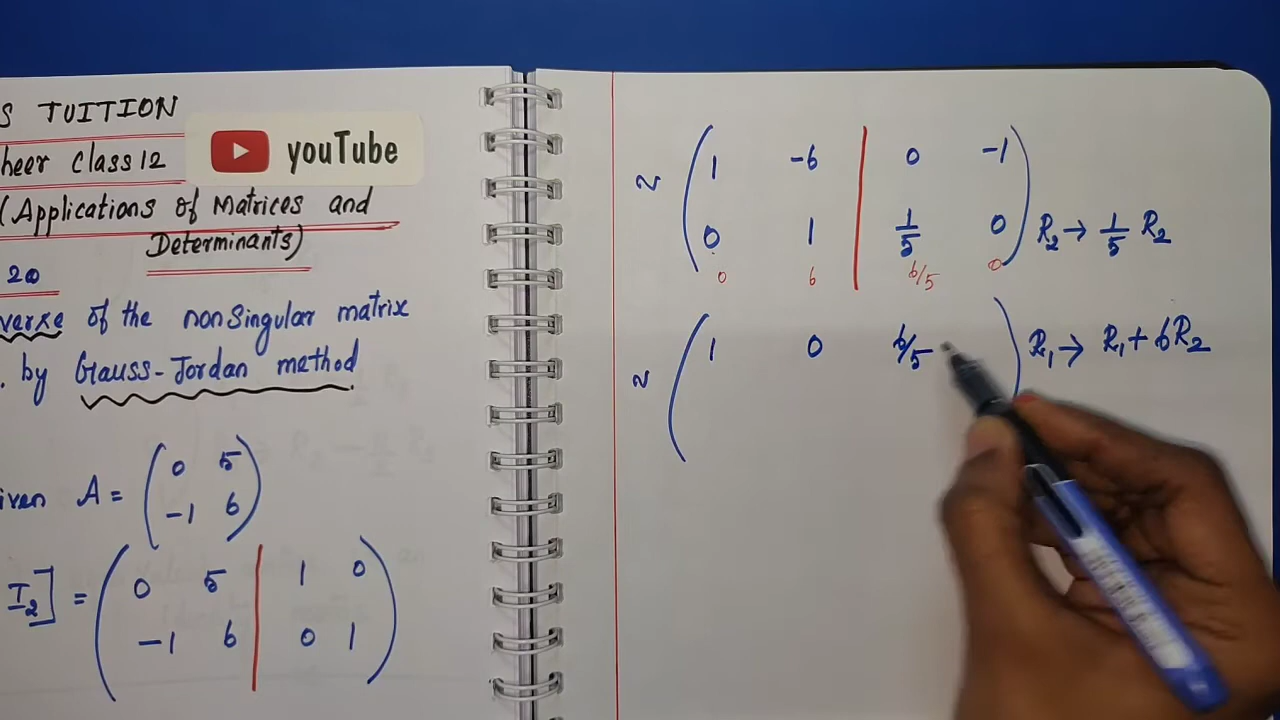 S TUITION
heer Class 12
YouTube
(Applications of Matrices and
Determinants)
20
verse of the nonSingular matrix
. by Gauss-Jordan method
iven A = ( 0 5
-1 6 )
I₂] = ( 0 5 | 1 0
-1 6 | 0 1 )
~ ( 1 -6 | 0 -1
0 1 | 1/5 0 ) R₂ → 1/5 R₂
0 6 6/5 0
~ ( 1 0 6/5 ) R₁ → R₁ + 6R₂